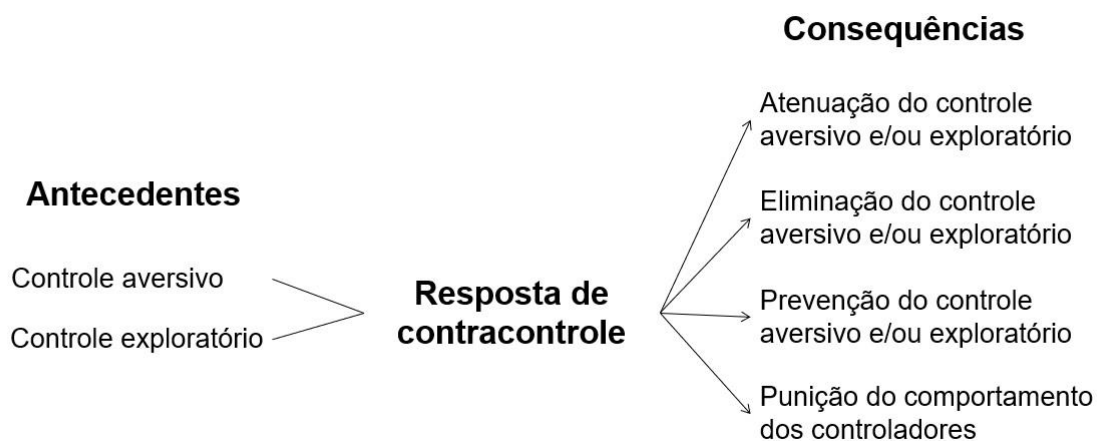 Antecedentes
Controle aversivo
Controle exploratório
Resposta de
contracontrole
Consequências
Atenuação do controle
aversivo e/ou exploratório
Eliminação do controle
aversivo e/ou exploratório
Prevenção do controle
aversivo e/ou exploratório
Punição do comportamento
dos controladores